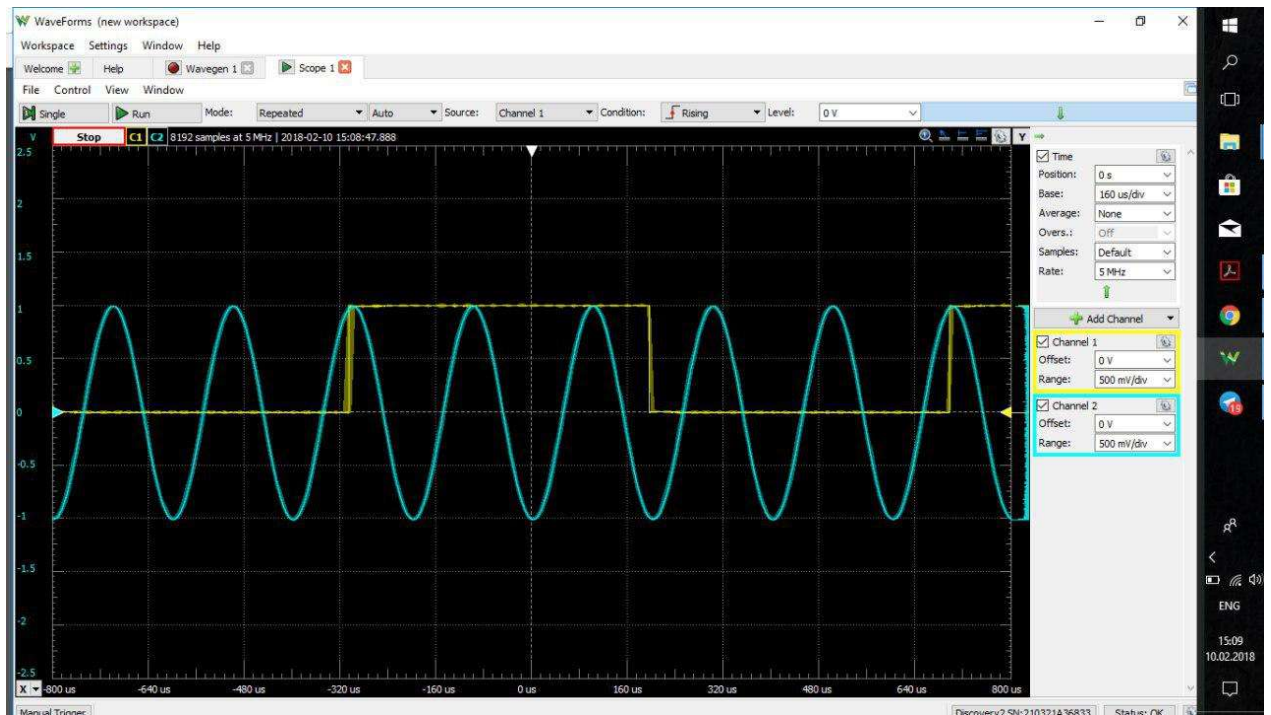 WaveForms (new workspace)
Workspace Settings Window Help
Welcome Help Wavegen 1 Scope 1
File Control View Window
Single Run Mode: Repeated Auto Source: Channel 1 Condition: Rising Level: 0 V
V Stop C1 C2 8192 samples at 5 MHz | 2018-02-10 15:08:47.888 Y
2.5
2
1.5
1
0.5
0
-0.5
-1
-1.5
-2
-2.5
X -800 us -640 us -480 us -320 us -160 us 0 us 160 us 320 us 480 us 640 us 800 us
Time
Position: 0 s
Base: 160 us/div
Average: None
Overs.: Off
Samples: Default
Rate: 5 MHz
Add Channel
Channel 1
Offset: 0 V
Range: 500 mV/div
Channel 2
Offset: 0 V
Range: 500 mV/div
Manual Trigger Discovery2 SN:210321A36833 Status: OK
19
ENG
15:09
10.02.2018